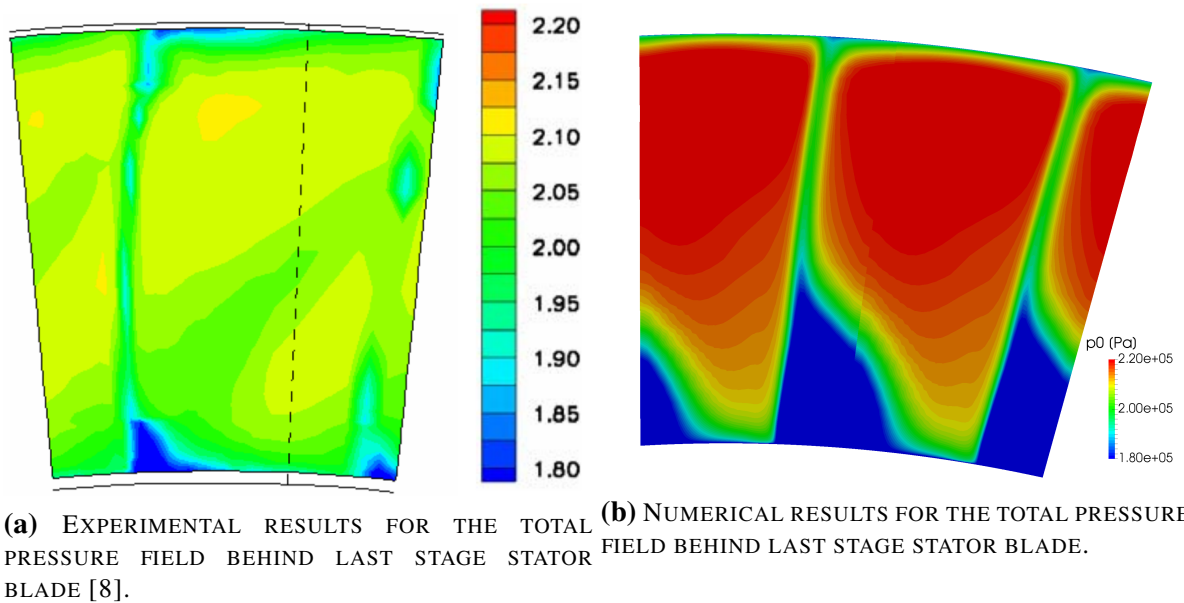 2.20
2.15
2.10
2.05
2.00
1.95
1.90
1.85
1.80
p0 (Pa)
2.20e+05
2.00e+05
1.80e+05
(a) EXPERIMENTAL RESULTS FOR THE TOTAL
PRESSURE FIELD BEHIND LAST STAGE STATOR
BLADE [8].
(b) NUMERICAL RESULTS FOR THE TOTAL PRESSURE
FIELD BEHIND LAST STAGE STATOR BLADE.